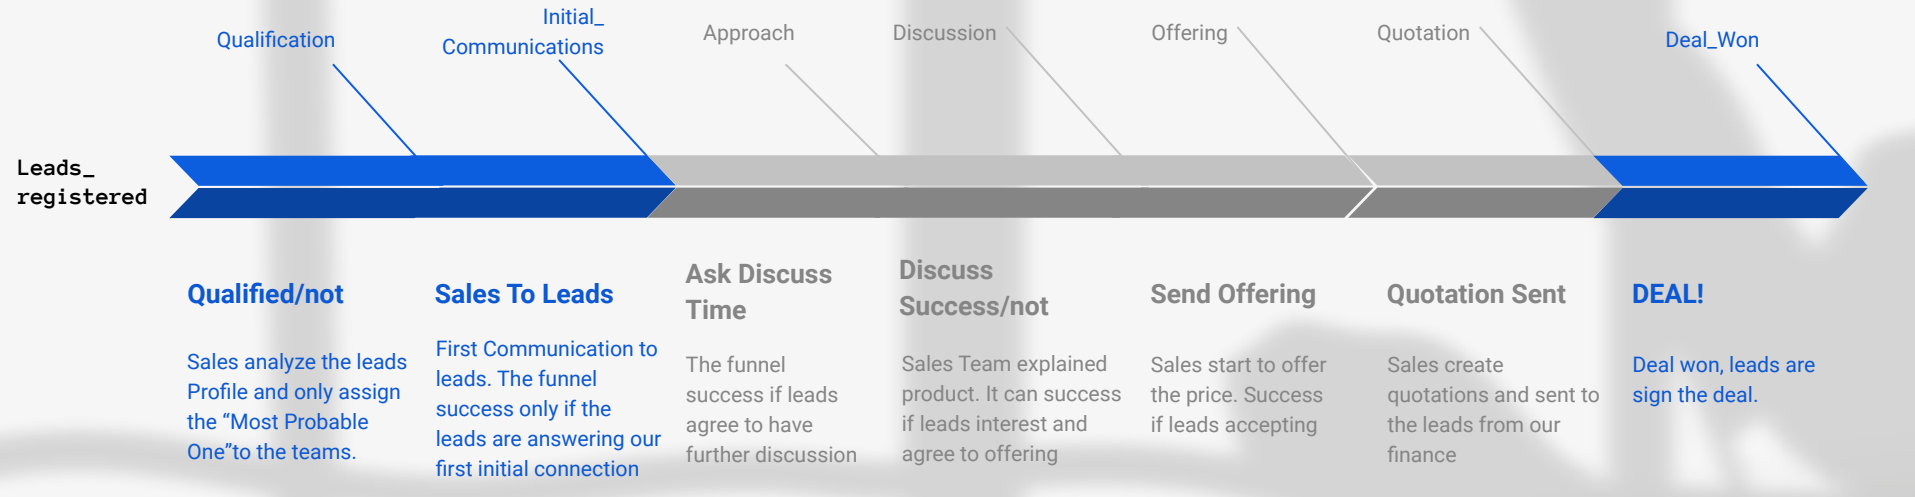 Qualification
Initial_
Communications
Approach
Discussion
Offering
Quotation
Deal_Won
Leads_
registered
Qualified/not
Sales analyze the leads
Profile and only assign
the “Most Probable
One”to the teams.
Sales To Leads
First Communication to
leads. The funnel
success only if the
leads are answering our
first initial connection
Ask Discuss
Time
The funnel
success if leads
agree to have
further discussion
Discuss
Success/not
Sales Team explained
product. It can success
if leads interest and
agree to offering
Send Offering
Sales start to offer
the price. Success
if leads accepting
Quotation Sent
Sales create
quotations and sent to
the leads from our
finance
DEAL!
Deal won, leads are
sign the deal.